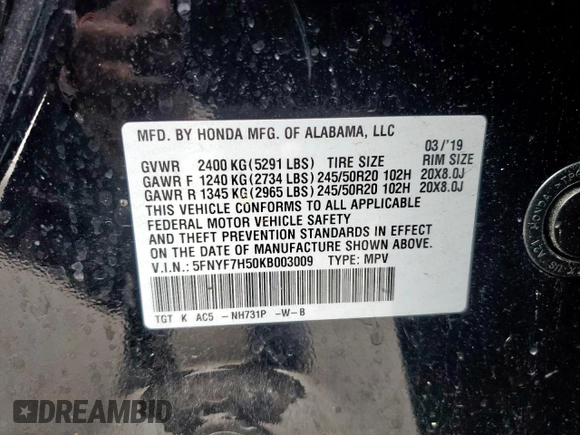 MFD. BY HONDA MFG. OF ALABAMA, LLC
03/'19
GVWR 2400 KG(5291 LBS) TIRE SIZE RIM SIZE
GAWR F 1240 KG(2734 LBS)245/50R20 102H 20X8.0J
GAWR R 1345 KG(2965 LBS)245/50R20 102H 20X8.0J
THIS VEHICLE CONFORMS TO ALL APPLICABLE
FEDERAL MOTOR VEHICLE SAFETY
AND THEFT PREVENTION STANDARDS IN EFFECT
ON THE DATE OF MANUFACTURE SHOWN ABOVE.
V.I.N.: 5FNYF7H50KB003009 TYPE: MPV
TGT K AC5 -NH731P -W-B
DREAMBID